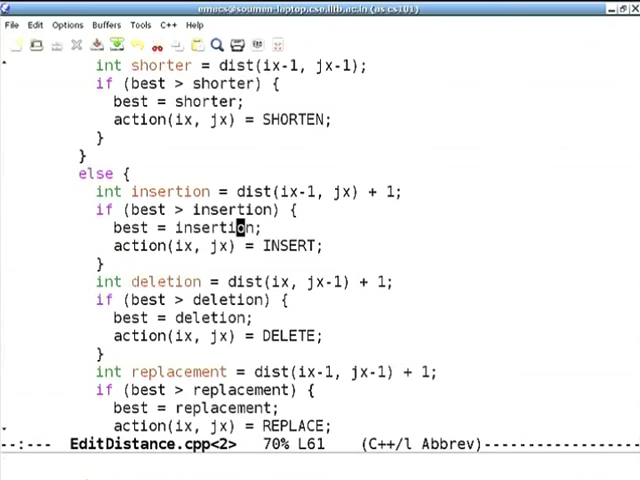 emacs@soumen-laptop.cse.iitb.ac.in (as cs101)
File Edit Options Buffers Tools C++ Help
int shorter = dist(ix-1, jx-1);
if (best > shorter) {
best = shorter;
action(ix, jx) = SHORTEN;
}
}
else {
int insertion = dist(ix-1, jx) + 1;
if (best > insertion) {
best = insertion;
action(ix, jx) = INSERT;
}
int deletion = dist(ix, jx-1) + 1;
if (best > deletion) {
best = deletion;
action(ix, jx) = DELETE;
}
int replacement = dist(ix-1, jx-1) + 1;
if (best > replacement) {
best = replacement;
action(ix, jx) = REPLACE;
--:--- EditDistance.cpp<2> 70% L61 (C++/l Abbrev)----------------